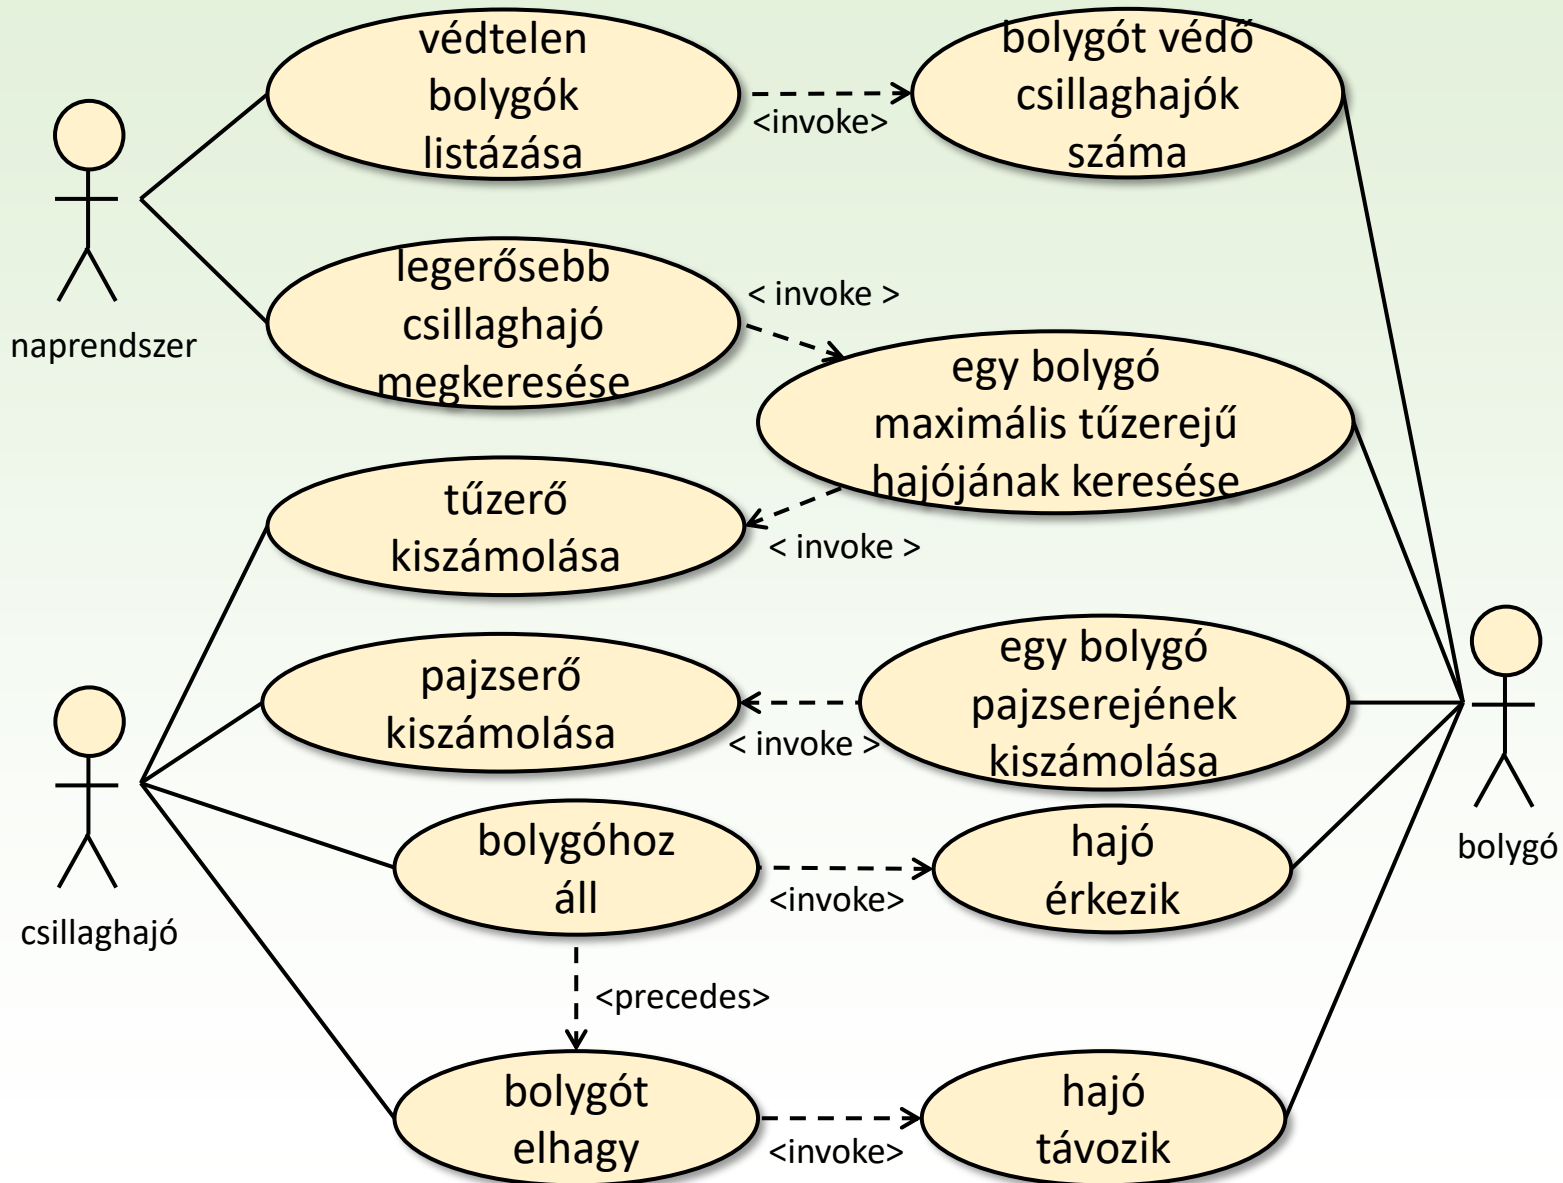 védtelen
bolygók
listázása
<invoke>
bolygót védő
csillaghajók
száma
naprendszer
legerősebb
csillaghajó
megkeresése
< invoke >
egy bolygó
maximális tűzerejű
hajójának keresése
tűzerő
kiszámolása
< invoke >
pajzserő
kiszámolása
< invoke >
egy bolygó
pajzserejének
kiszámolása
bolygó
csillaghajó
bolygóhoz
áll
<invoke>
hajó
érkezik
<precedes>
bolygót
elhagy
<invoke>
hajó
távozik